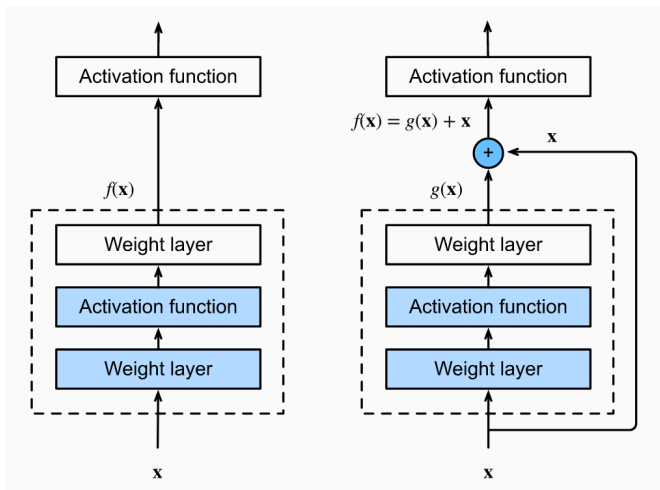 Activation function
f(x)
Weight layer
Activation function
Weight layer
x
Activation function
f(x) = g(x) + x
x
+
g(x)
Weight layer
Activation function
Weight layer
x